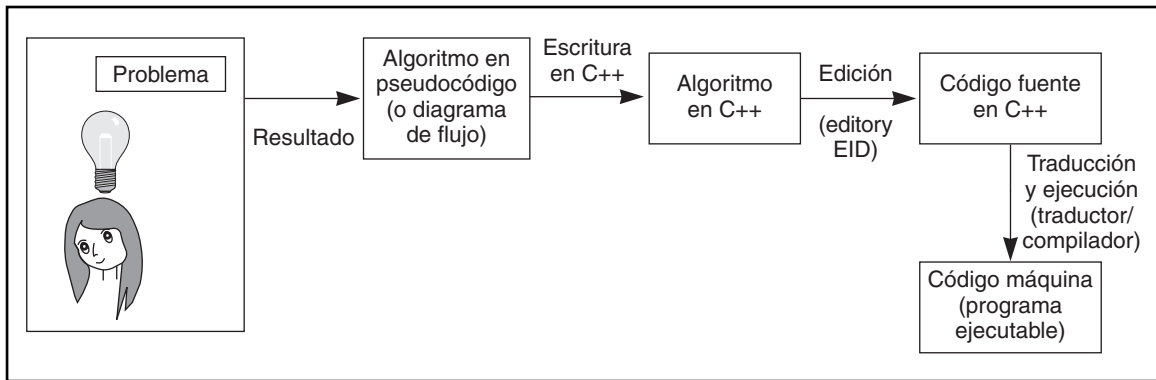 Problema
Resultado
Algoritmo en
pseudocódigo
(o diagrama
de flujo)
Escritura
en C++
Algoritmo
en C++
Edición
(editory
EID)
Código fuente
en C++
Traducción
y ejecución
(traductor/
compilador)
Código máquina
(programa
ejecutable)